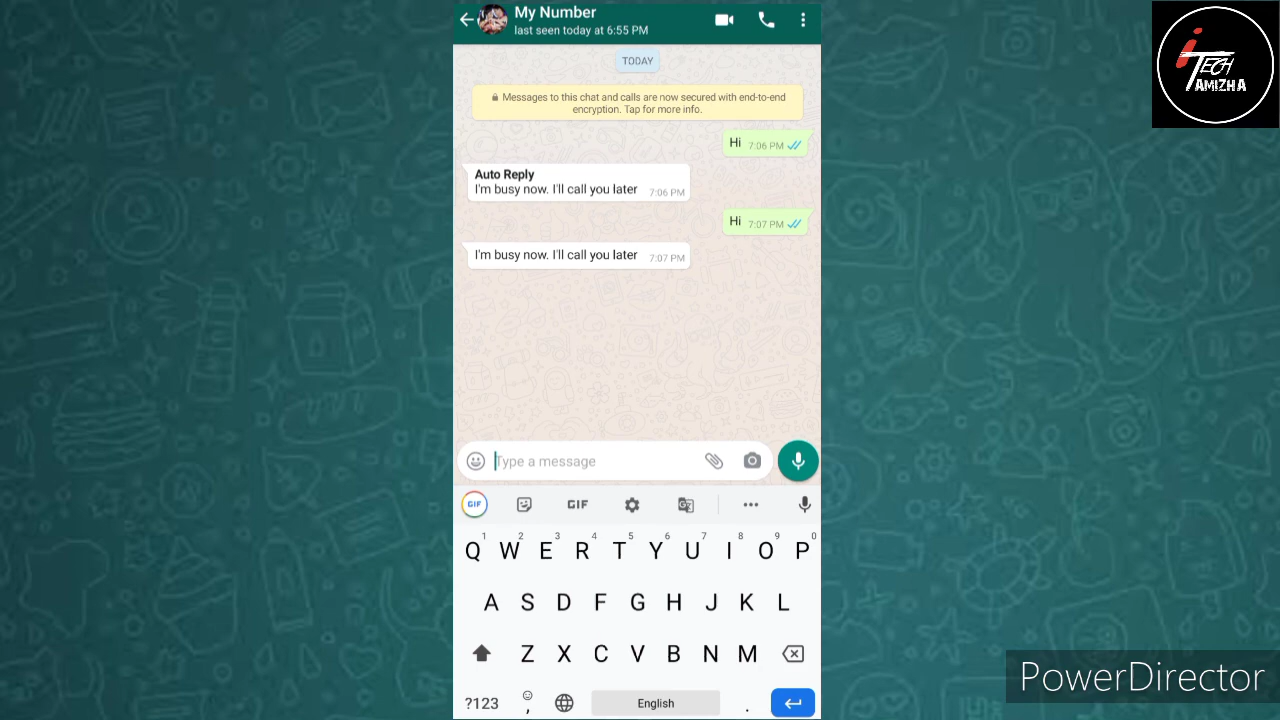 My Number
last seen today at 6:55 PM
TODAY
Messages to this chat and calls are now secured with end-to-end
encryption. Tap for more info.
Hi 7:06 PM
Auto Reply
I'm busy now. I'll call you later 7:06 PM
Hi 7:07 PM
I'm busy now. I'll call you later 7:07 PM
Type a message
GIF GIF
1 2 3 4 5 6 7 8 9 0
Q W E R T Y U I O P
A S D F G H J K L
Z X C V B N M
?123 , English .
iTECH
TAMIZHA
PowerDirector